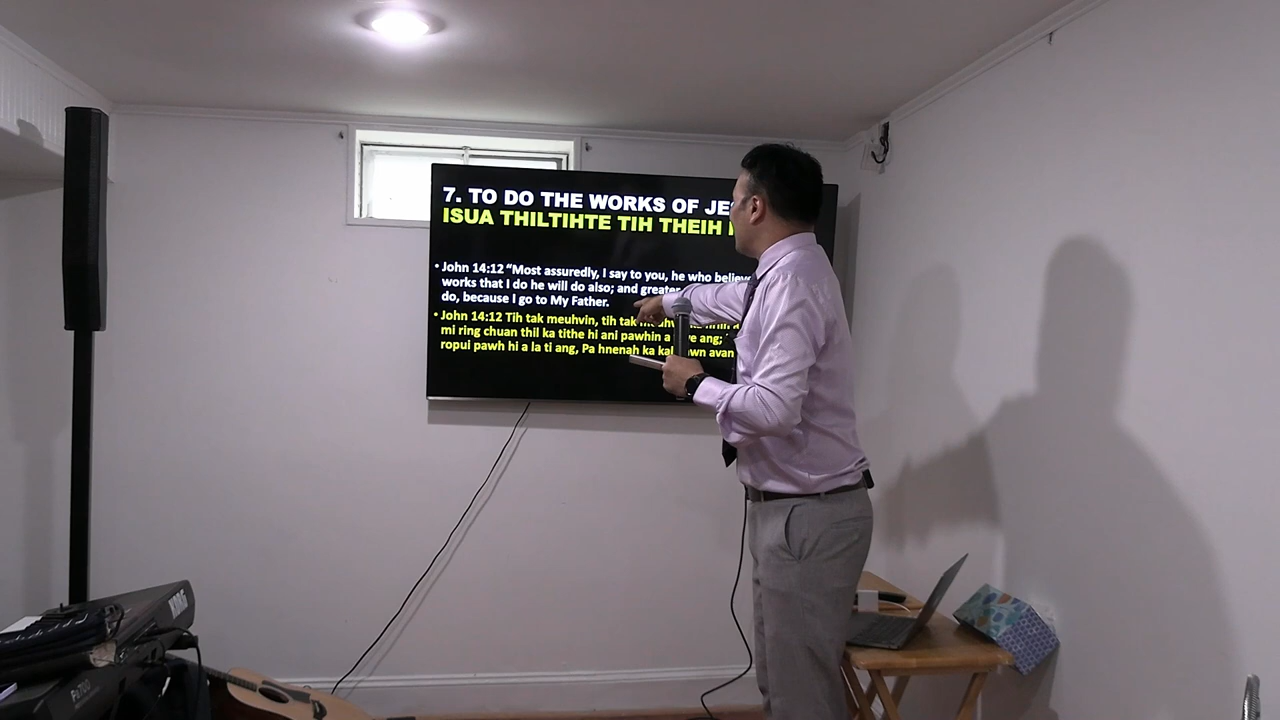 7. TO DO THE WORKS OF
ISUA THILTIHTE TIH THEIH
• John 14:12 “Most assuredly, I say to you, he who
works that I do he will do also; and greater
do, because I go to My Father.
• John 14:12 Tih tak meuhvin, tih tak
mi ring chuan thil ka tithe hi ani pawhin a
ropui pawh hi a la ti ang, Pa hnenah ka avan
KORG